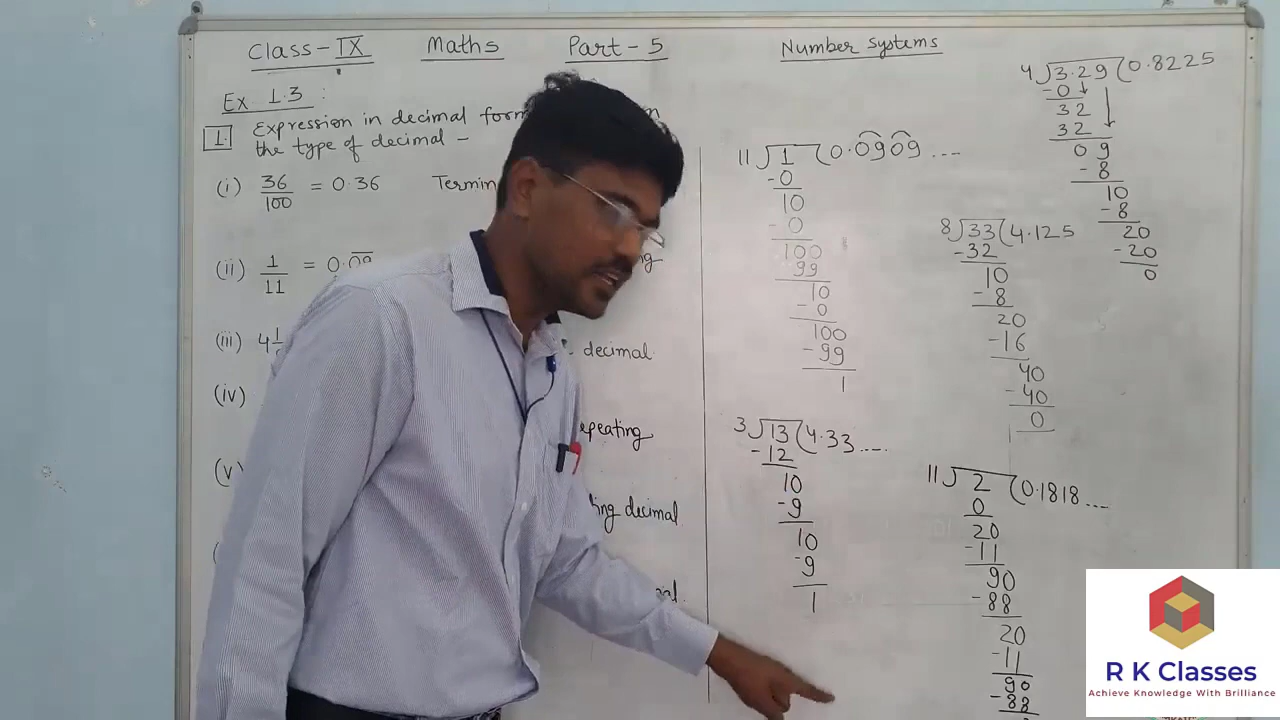 Class-IX Maths Part-5 Number Systems
Ex 1.3 :
1. Expression in decimal form
the type of decimal -
(i) 36/100 = 0.36 Termin
(ii) 1/11 = 0.09
(iii) 4
decimal
(iv)
epeating
(v)
ting decimal
11 1 0.0909....
-0
10
-0
100
99
10
-0
100
-99
1
3 13 4.33....
-12
10
-9
10
-9
1
4 3.29 0.8225
-0
32
32
09
-8
10
-8
20
-20
0
8 33 4.125
-32
10
-8
20
-16
40
-40
0
11 2 0.1818....
0
20
-11
90
-88
20
-11
90
-88
R K Classes
Achieve Knowledge With Brilliance